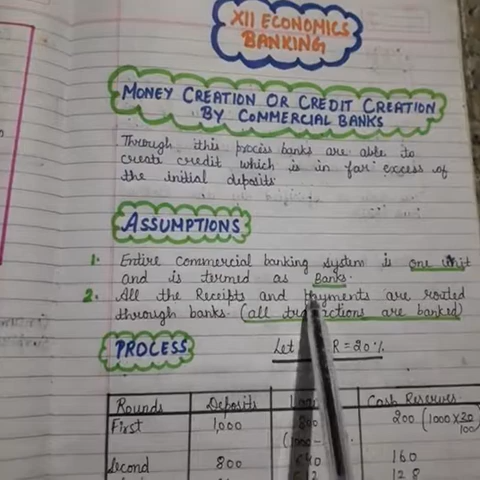 XII ECONOMICS
BANKING
MONEY CREATION OR CREDIT CREATION
BY COMMERCIAL BANKS
Through this process banks are able to
create credit which is in far excess of
the initial deposits
ASSUMPTIONS
1. Entire commercial banking system is one unit
and is termed as Banks.
2. All the Receipts and Payments are routed
through banks. (all transactions are banked)
PROCESS
Let R = 20%
Rounds Deposits Loans Cash Reserves
First 1,000 800 200 (1000×20/100)
(1000-
Second 800 640 160
512 128